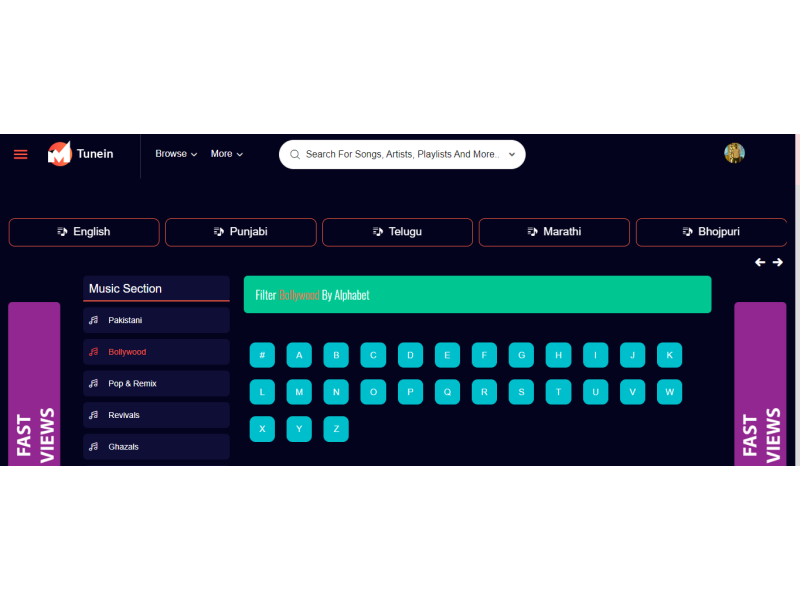 Tunein
Browse
More
Search For Songs, Artists, Playlists And More..
English
Punjabi
Telugu
Marathi
Bhojpuri
Music Section
Pakistani
Bollywood
Pop & Remix
Revivals
Ghazals
Filter Bollywood By Alphabet
# A B C D E F G H I J K
L M N O P Q R S T U V W
X Y Z
FAST
VIEWS
FAST
VIEWS